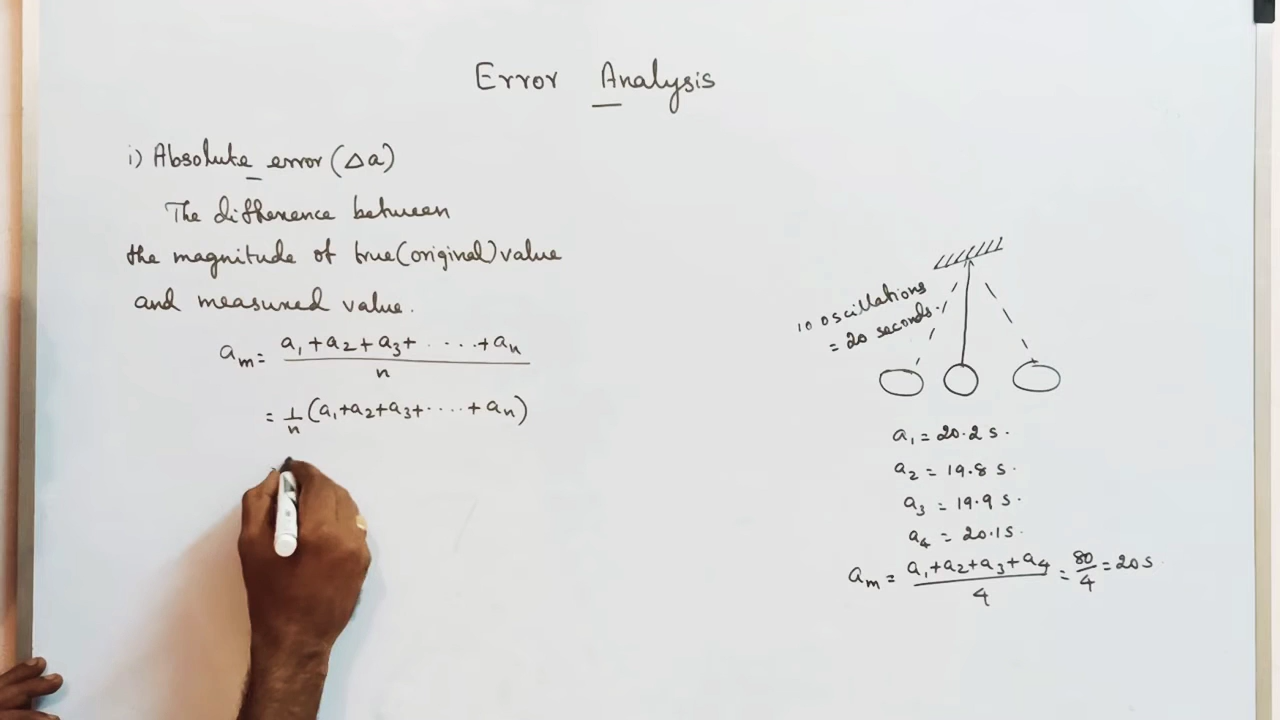 Error Analysis
i) Absolute error (Δa)
The difference between
the magnitude of true(original) value
and measured value.
aₘ = (a₁ + a₂ + a₃ + ..... + aₙ) / n
= 1/n (a₁+a₂+a₃+.....+ aₙ)
10 oscillations
= 20 seconds.
a₁ = 20.2 s.
a₂ = 19.8 s.
a₃ = 19.9 s.
a₄ = 20.1 s.
aₘ = (a₁+a₂+a₃+a₄) / 4 = 80/4 = 20 s